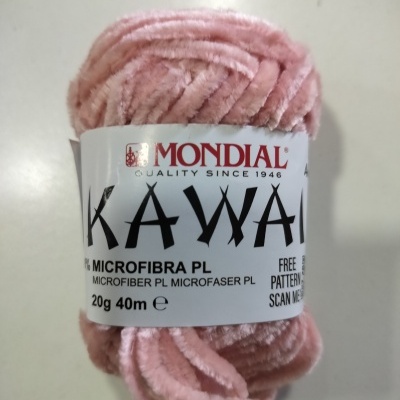 MONDIAL®
QUALITY SINCE 1946
KAWAI
% MICROFIBRA PL
MICROFIBER PL MICROFASER PL
20g 40m ℮
FREE
PATTERN
SCAN ME